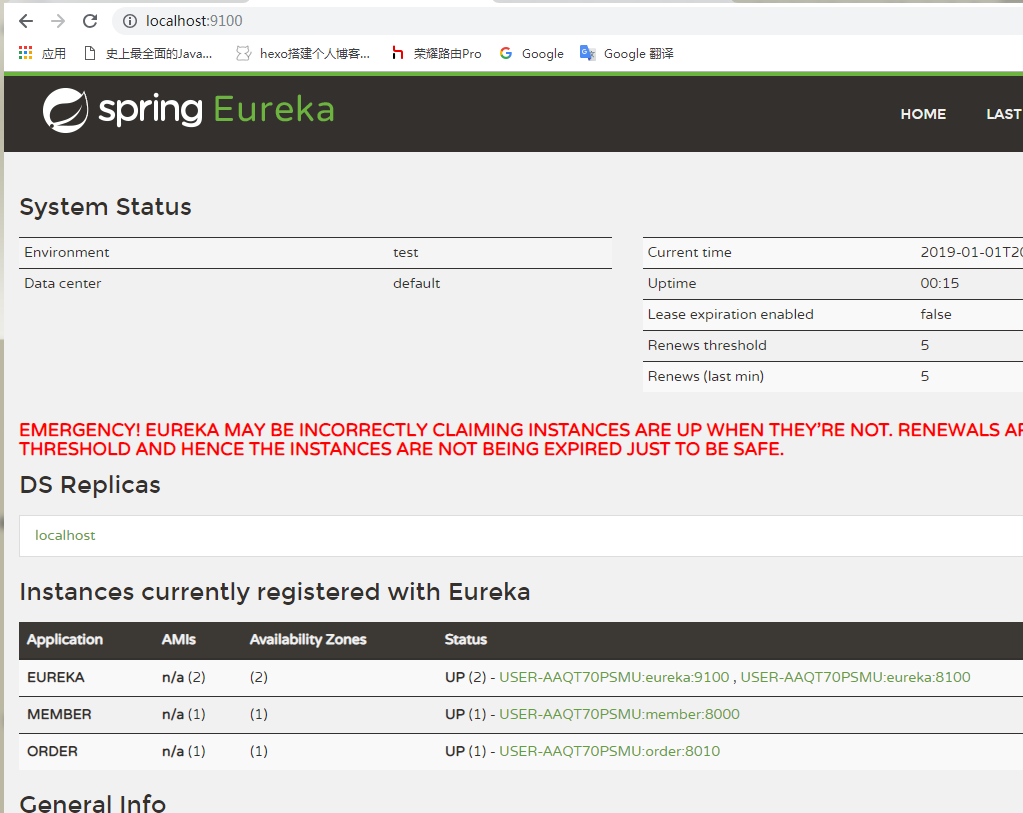 localhost:9100
应用 史上最全面的Java... hexo搭建个人博客... 荣耀路由Pro Google Google 翻译
spring Eureka HOME LAST
System Status
Environment test
Data center default
Current time 2019-01-01T20
Uptime 00:15
Lease expiration enabled false
Renews threshold 5
Renews (last min) 5
EMERGENCY! EUREKA MAY BE INCORRECTLY CLAIMING INSTANCES ARE UP WHEN THEY'RE NOT. RENEWALS AR
THRESHOLD AND HENCE THE INSTANCES ARE NOT BEING EXPIRED JUST TO BE SAFE.
DS Replicas
localhost
Instances currently registered with Eureka
Application AMIs Availability Zones Status
EUREKA n/a (2) (2) UP (2) - USER-AAQT70PSMU:eureka:9100 , USER-AAQT70PSMU:eureka:8100
MEMBER n/a (1) (1) UP (1) - USER-AAQT70PSMU:member:8000
ORDER n/a (1) (1) UP (1) - USER-AAQT70PSMU:order:8010
General Info